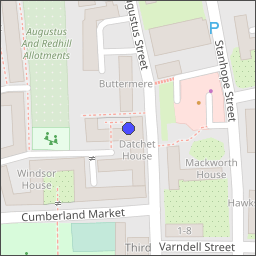 Augustus
And Redhill
Allotments
Augustus Street
P
Stanhope Street
Buttermere
Datchet
House
Mackworth
House
Windsor
House
Cumberland Market
1-8
Third
Varndell Street